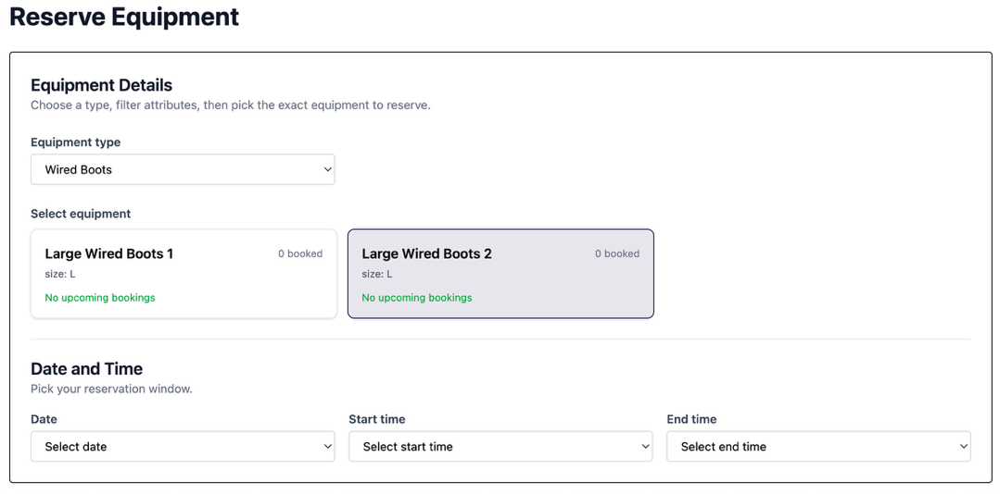 Reserve Equipment
Equipment Details
Choose a type, filter attributes, then pick the exact equipment to reserve.
Equipment type
Wired Boots
Select equipment
Large Wired Boots 1
0 booked
size: L
No upcoming bookings
Large Wired Boots 2
0 booked
size: L
No upcoming bookings
Date and Time
Pick your reservation window.
Date
Select date
Start time
Select start time
End time
Select end time